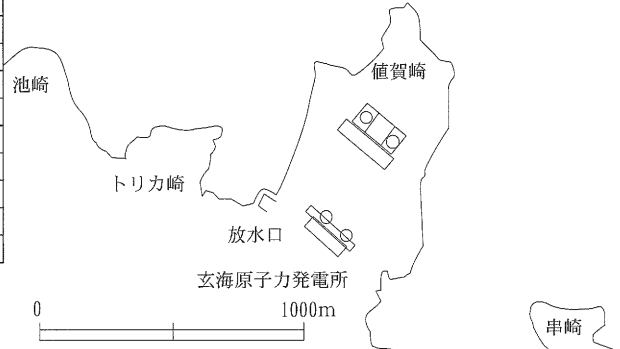 値賀崎
池崎
トリカ崎
放水口
玄海原子力発電所
0 1000m
串崎